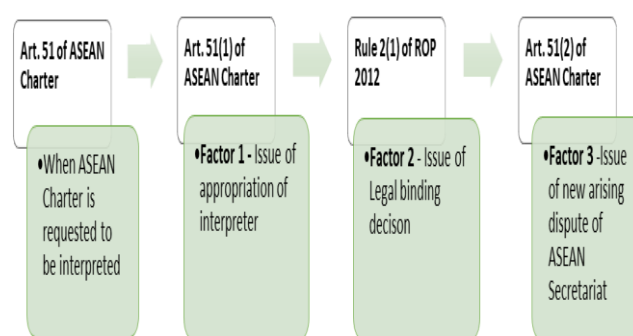 Art. 51 of ASEAN
Charter
•When ASEAN
Charter is
requested to
be interpreted
Art. 51(1) of
ASEAN Charter
•Factor 1 - Issue of
appropriation of
interpreter
Rule 2(1) of ROP
2012
•Factor 2 - Issue of
Legal binding
decison
Art. 51(2) of
ASEAN Charter
•Factor 3 -Issue
of new arising
dispute of
ASEAN
Secretariat